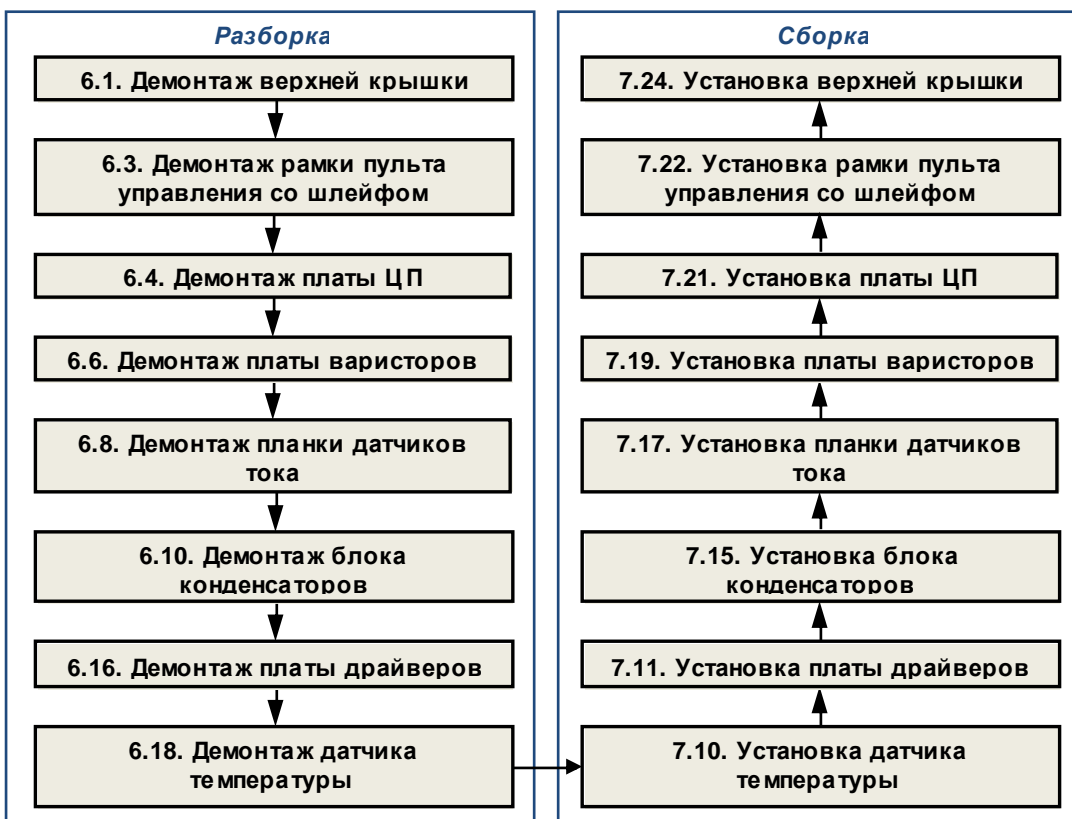 Разборка
6.1. Демонтаж верхней крышки
6.3. Демонтаж рамки пульта
управления со шлейфом
6.4. Демонтаж платы ЦП
6.6. Демонтаж платы варисторов
6.8. Демонтаж планки датчиков
тока
6.10. Демонтаж блока
конденсаторов
6.16. Демонтаж платы драйверов
6.18. Демонтаж датчика
температуры
Сборка
7.24. Установка верхней крышки
7.22. Установка рамки пульта
управления со шлейфом
7.21. Установка платы ЦП
7.19. Установка платы варисторов
7.17. Установка планки датчиков
тока
7.15. Установка блока
конденсаторов
7.11. Установка платы драйверов
7.10. Установка датчика
температуры